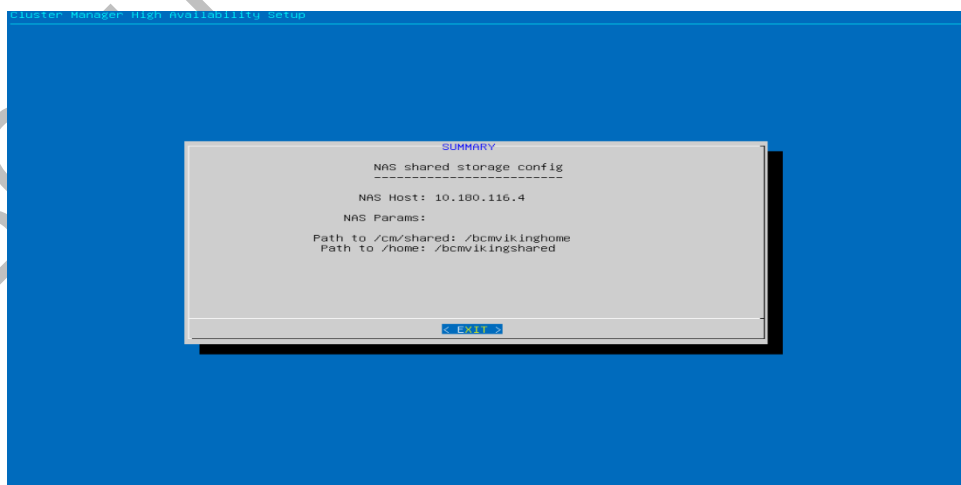 Cluster Manager High Availability Setup
SUMMARY
NAS shared storage config
-------------------------
NAS Host: 10.180.116.4
NAS Params:
Path to /cm/shared: /bcmvikinghome
Path to /home: /bcmvikingshared
< EXIT >